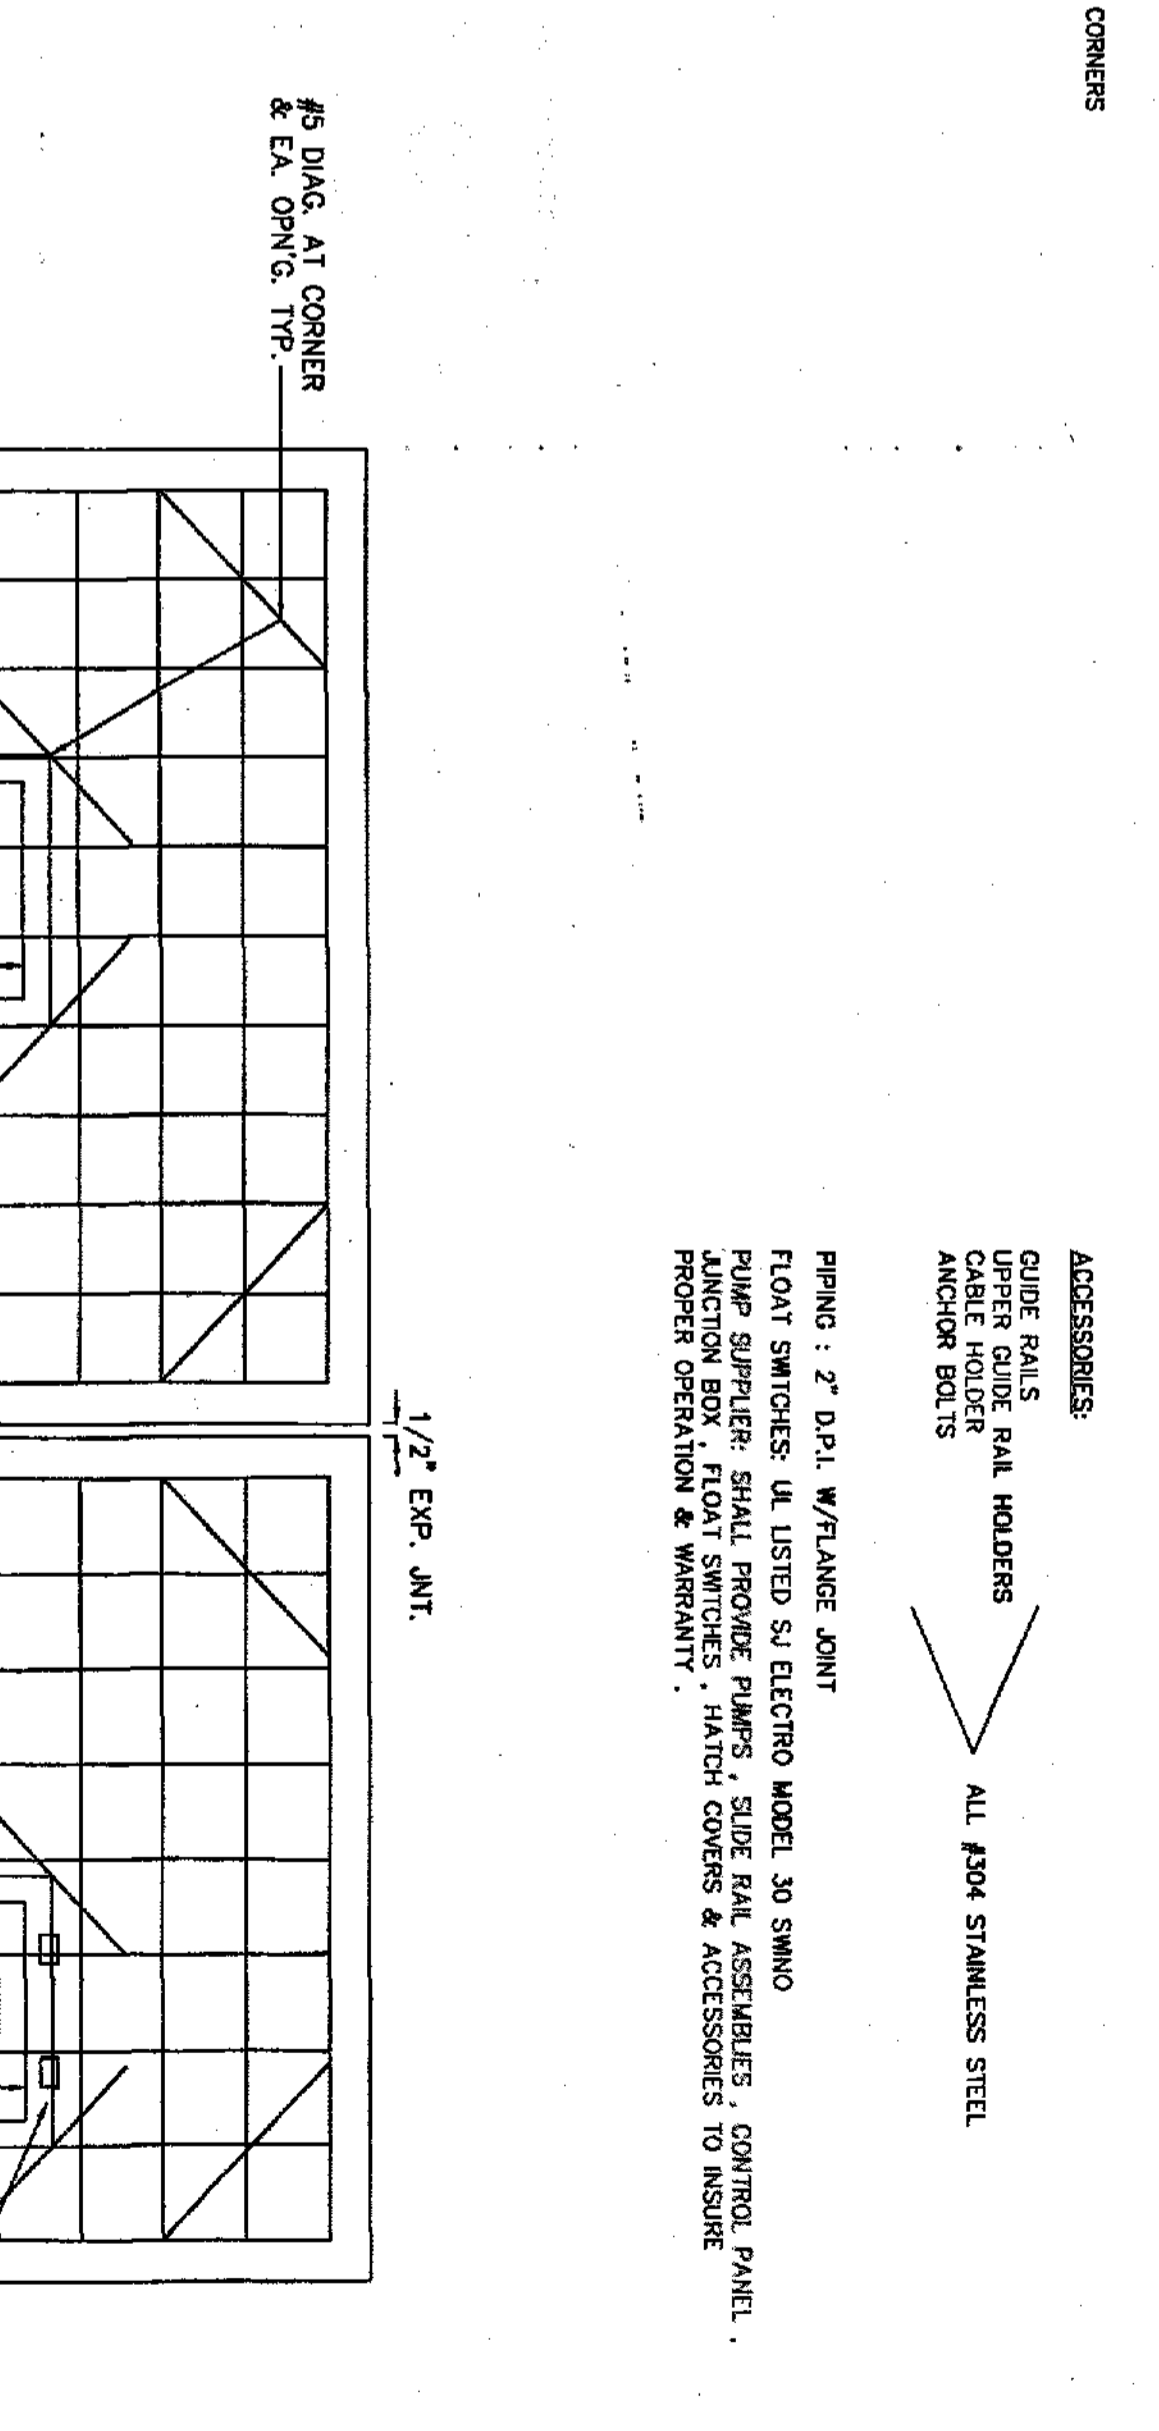 CORNERS
ACCESSORIES:
GUIDE RAILS
UPPER GUIDE RAIL HOLDERS
CABLE HOLDER
ANCHOR BOLTS
ALL #304 STAINLESS STEEL
PIPING : 2" D.P.I. W/FLANGE JOINT
FLOAT SWITCHES: UL LISTED SJ ELECTRO MODEL 30 SWNO
PUMP SUPPLIER: SHALL PROVIDE PUMPS , SLIDE RAIL ASSEMBLIES , CONTROL PANEL ,
JUNCTION BOX , FLOAT SWITCHES , HATCH COVERS & ACCESSORIES TO INSURE
PROPER OPERATION & WARRANTY .
1/2" EXP. JNT.
#5 DIAG. AT CORNER
& EA. OPN'G. TYP.